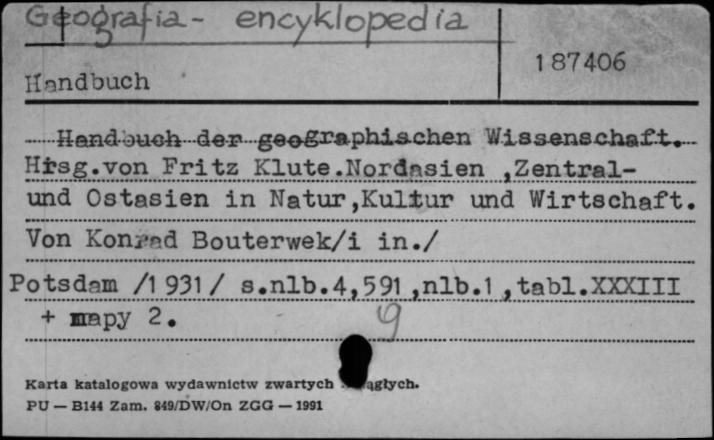 Geografia - encyklopedia
187406
Handbuch
Handbuch der geographischen Wissenschaft.
Hrsg.von Fritz Klute.Nordasien ,Zentral-
und Ostasien in Natur,Kultur und Wirtschaft.
Von Konrad Bouterwek/i in./
Potsdam /1931/ s.nlb.4,591,nlb.1,tabl.XXXIII
+ mapy 2.
9
Karta katalogowa wydawnictw zwartych
PU — B144 Zam. 849/DW/On ZGG — 1991